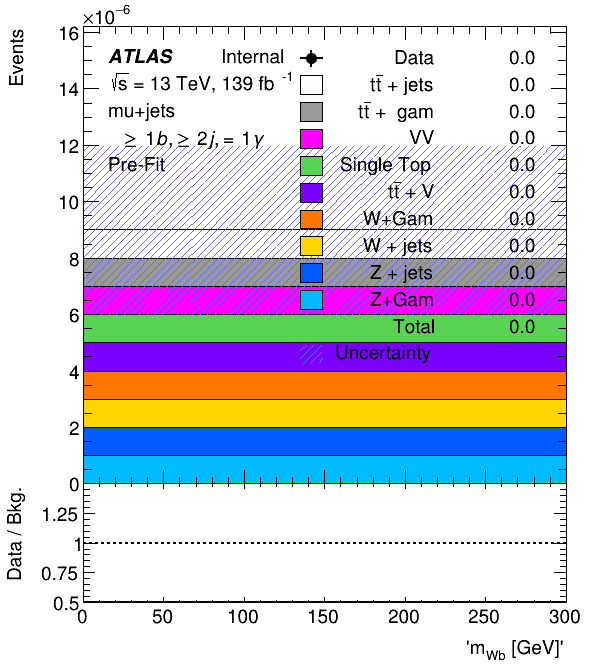 ×10⁻⁶
Events
16
14
12
10
8
6
4
2
0
ATLAS Internal
√s = 13 TeV, 139 fb⁻¹
mu+jets
≥ 1b, ≥ 2j, = 1γ
Pre-Fit
Data 0.0
tt̄ + jets 0.0
tt̄ + gam 0.0
VV 0.0
Single Top 0.0
tt̄ + V 0.0
W+Gam 0.0
W + jets 0.0
Z + jets 0.0
Z+Gam 0.0
Total 0.0
Uncertainty
Data / Bkg.
1.25
1
0.75
0.5
0 50 100 150 200 250 300
'm_Wb [GeV]'